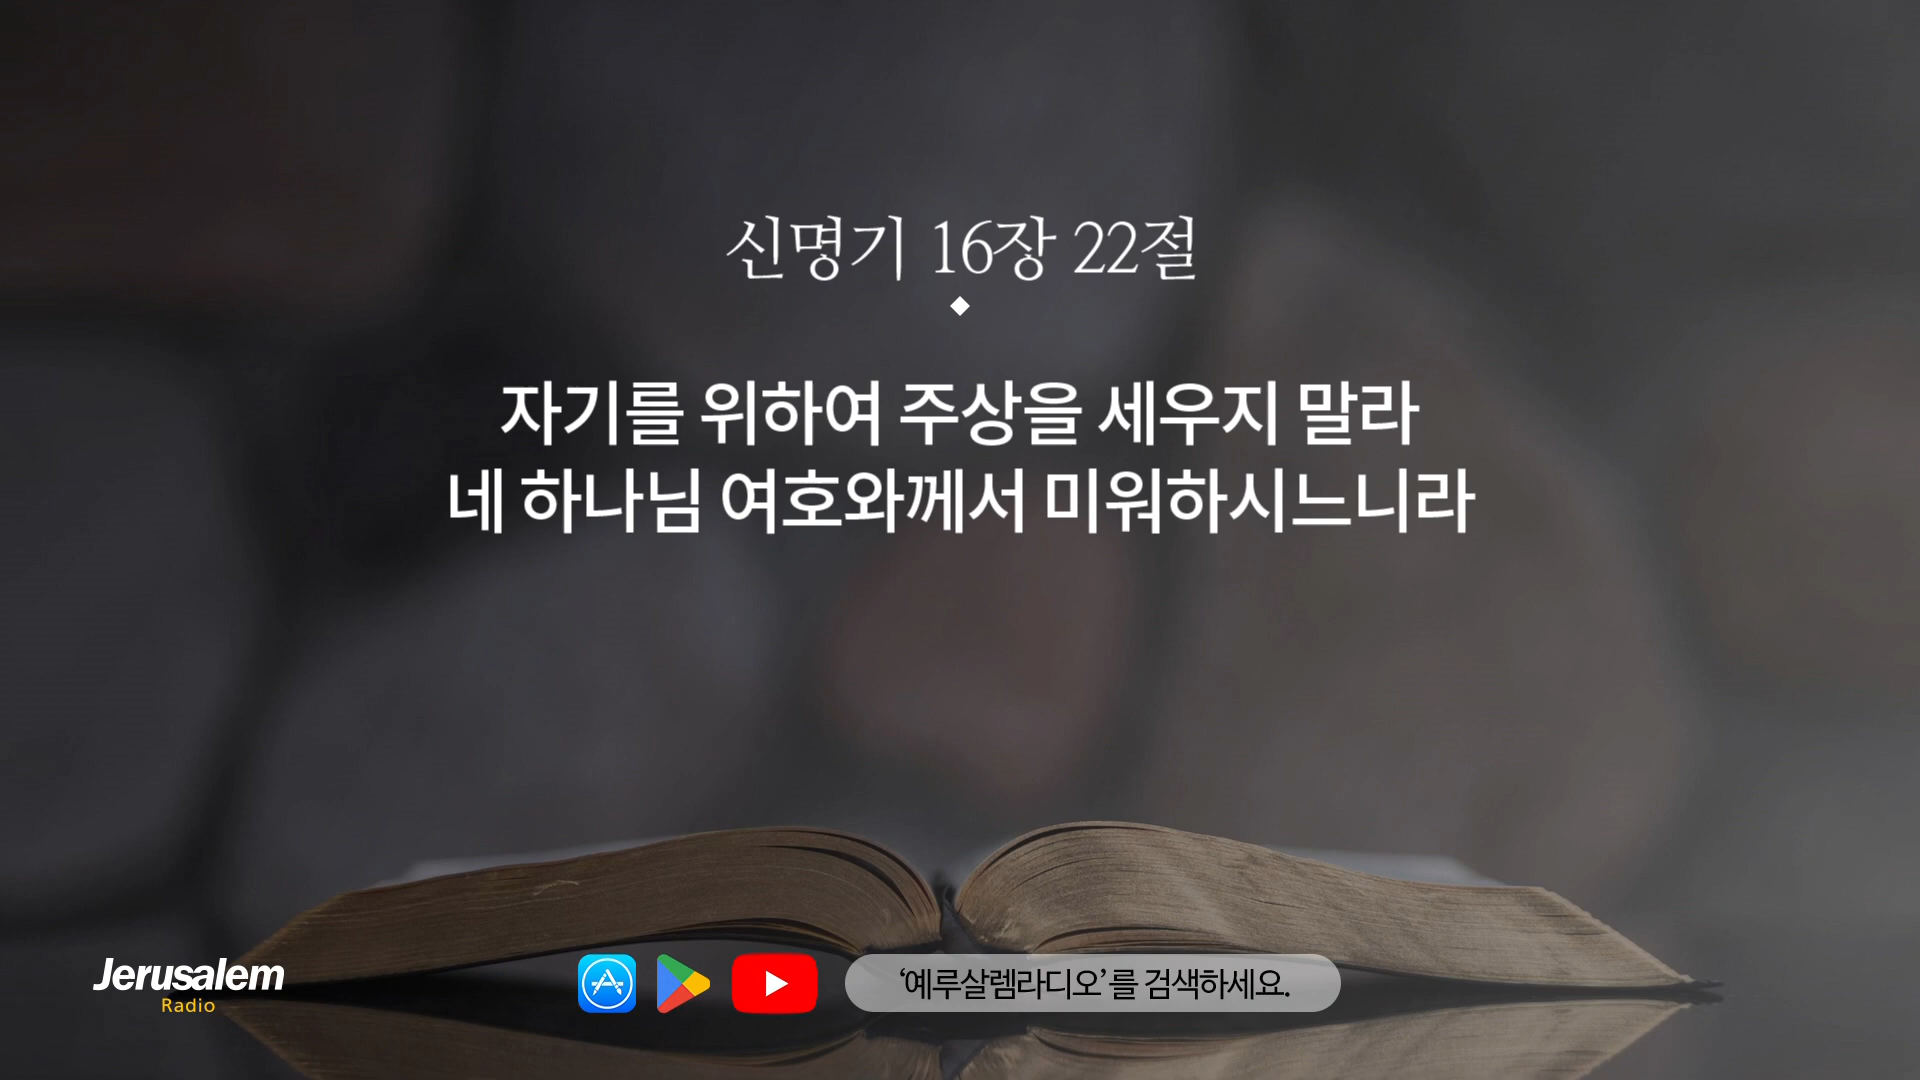 신명기 16장 22절
자기를 위하여 주상을 세우지 말라
네 하나님 여호와께서 미워하시느니라
Jerusalem
Radio
‘예루살렘라디오’를 검색하세요.